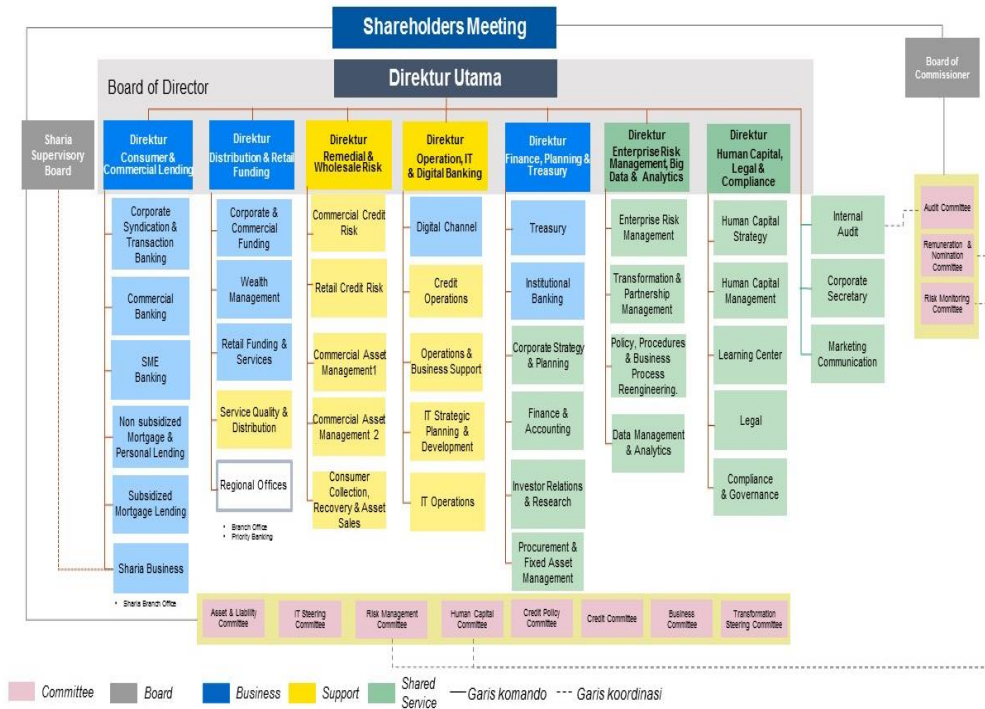 Shareholders Meeting
Board of
Commissioner
Direktur Utama
Board of Director
Sharia
Supervisory
Board
Direktur
Consumer &
Commercial Lending
Direktur
Distribution & Retail
Funding
Direktur
Remedial &
Wholesale Risk
Direktur
Operation, IT
& Digital Banking
Direktur
Finance, Planning &
Treasury
Direktur
Enterprise Risk
Management, Big
Data & Analytics
Direktur
Human Capital,
Legal &
Compliance
Corporate
Syndication &
Transaction
Banking
Commercial
Banking
SME
Banking
Non subsidized
Mortgage &
Personal Lending
Subsidized
Mortgage Lending
Sharia Business
• Sharia Branch Office
Corporate &
Commercial
Funding
Wealth
Management
Retail Funding &
Services
Service Quality &
Distribution
Regional Offices
• Branch Office
• Priority Banking
Commercial Credit
Risk
Retail Credit Risk
Commercial Asset
Management1
Commercial Asset
Management 2
Consumer
Collection,
Recovery & Asset
Sales
Digital Channel
Credit
Operations
Operations &
Business Support
IT Strategic
Planning &
Development
IT Operations
Treasury
Institutional
Banking
Corporate Strategy
& Planning
Finance &
Accounting
Investor Relations
& Research
Procurement &
Fixed Asset
Management
Enterprise Risk
Management
Transformation &
Partnership
Management
Policy, Procedures
& Business
Process
Reengineering.
Data Management
& Analytics
Human Capital
Strategy
Human Capital
Management
Learning Center
Legal
Compliance &
Governance
Internal
Audit
Corporate
Secretary
Marketing
Communication
Audit Committee
Remuneration &
Nomination
Committee
Risk Monitoring
Committee
Asset & Liability
Committee
IT Steering
Committee
Risk Management
Committee
Human Capital
Committee
Credit Policy
Committee
Credit Committee
Business
Committee
Transformation
Steering Committee
Committee
Board
Business
Support
Shared
Service
Garis komando
Garis koordinasi